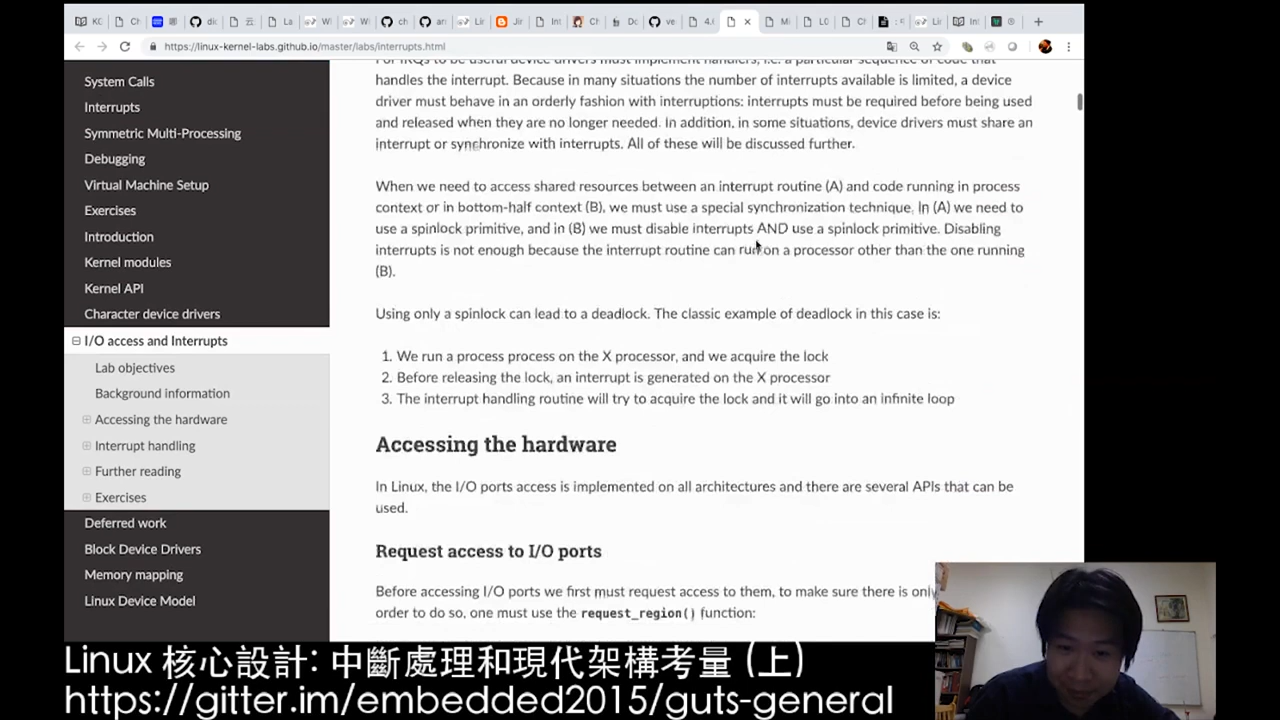 https://linux-kernel-labs.github.io/master/labs/interrupts.html
System Calls
Interrupts
Symmetric Multi-Processing
Debugging
Virtual Machine Setup
Exercises
Introduction
Kernel modules
Kernel API
Character device drivers
I/O access and Interrupts
Lab objectives
Background information
Accessing the hardware
Interrupt handling
Further reading
Exercises
Deferred work
Block Device Drivers
Memory mapping
Linux Device Model
For IRQs to be useful device drivers must implement handlers, i.e. a particular sequence of code that
handles the interrupt. Because in many situations the number of interrupts available is limited, a device
driver must behave in an orderly fashion with interruptions: interrupts must be required before being used
and released when they are no longer needed. In addition, in some situations, device drivers must share an
interrupt or synchronize with interrupts. All of these will be discussed further.
When we need to access shared resources between an interrupt routine (A) and code running in process
context or in bottom-half context (B), we must use a special synchronization technique. In (A) we need to
use a spinlock primitive, and in (B) we must disable interrupts AND use a spinlock primitive. Disabling
interrupts is not enough because the interrupt routine can run on a processor other than the one running
(B).
Using only a spinlock can lead to a deadlock. The classic example of deadlock in this case is:
1. We run a process process on the X processor, and we acquire the lock
2. Before releasing the lock, an interrupt is generated on the X processor
3. The interrupt handling routine will try to acquire the lock and it will go into an infinite loop
Accessing the hardware
In Linux, the I/O ports access is implemented on all architectures and there are several APIs that can be
used.
Request access to I/O ports
Before accessing I/O ports we first must request access to them, to make sure there is only
order to do so, one must use the request_region() function:
Linux 核心設計: 中斷處理和現代架構考量 (上)
https://gitter.im/embedded2015/guts-general